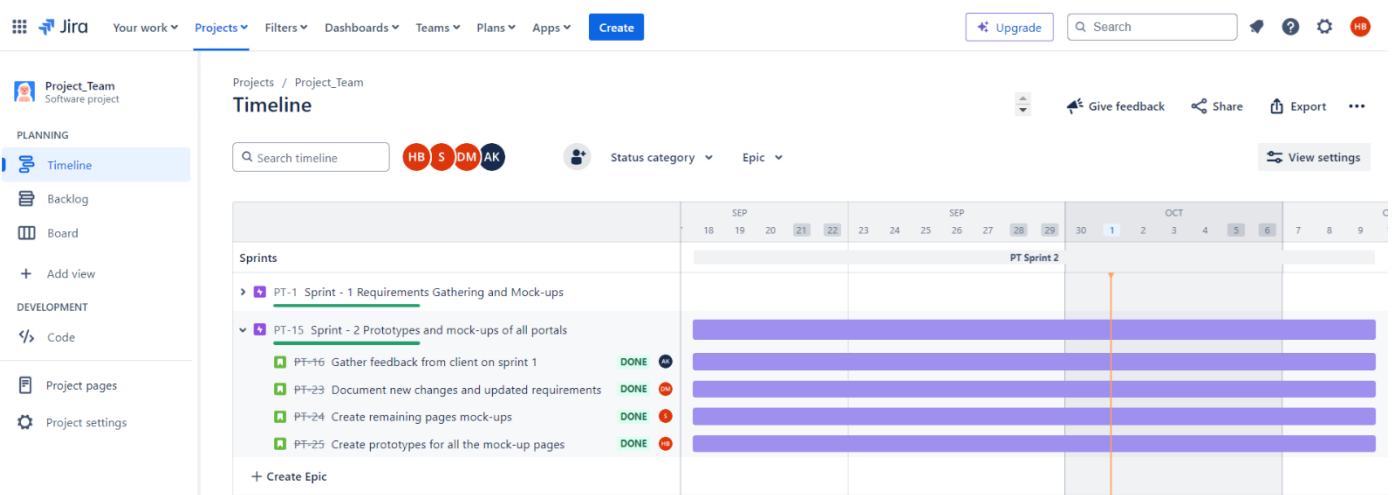 Jira Your work Projects Filters Dashboards Teams Plans Apps Create Upgrade Search HB
Project_Team
Software project
PLANNING
Timeline
Backlog
Board
Add view
DEVELOPMENT
Code
Project pages
Project settings
Projects / Project_Team
Timeline
Give feedback Share Export
Search timeline HB S DM AK Status category Epic View settings
SEP SEP OCT
18 19 20 21 22 23 24 25 26 27 28 29 30 1 2 3 4 5 6 7 8 9
Sprints PT Sprint 2
PT-1 Sprint - 1 Requirements Gathering and Mock-ups
PT-15 Sprint - 2 Prototypes and mock-ups of all portals
PT-16 Gather feedback from client on sprint 1 DONE AK
PT-23 Document new changes and updated requirements DONE DM
PT-24 Create remaining pages mock-ups DONE S
PT-25 Create prototypes for all the mock-up pages DONE HB
+ Create Epic